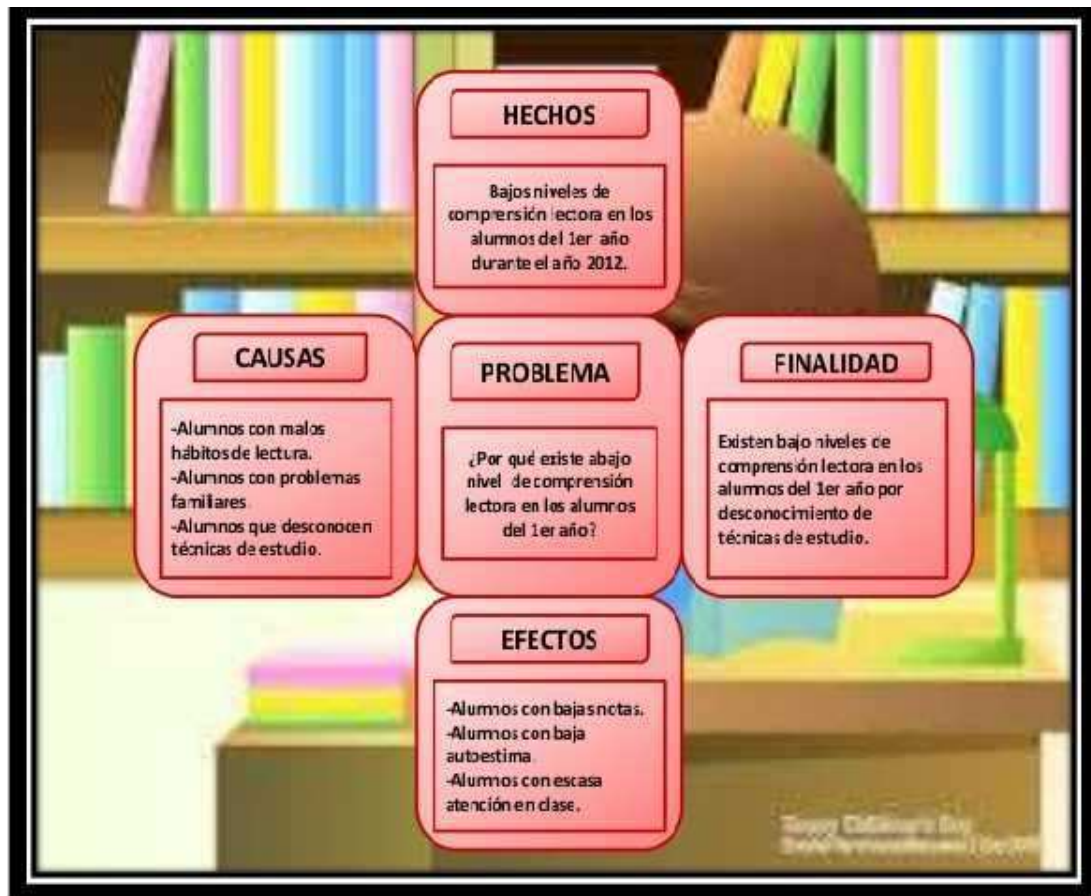 HECHOS
Bajos niveles de
comprensión lectora en los
alumnos del 1er año
durante el año 2012.
CAUSAS
-Alumnos con malos
hábitos de lectura.
-Alumnos con problemas
familiares.
-Alumnos que desconocen
técnicas de estudio.
PROBLEMA
¿Por qué existe abajo
nivel de comprensión
lectora en los alumnos
del 1er año?
FINALIDAD
Existen bajo niveles de
comprensión lectora en los
alumnos del 1er año por
desconocimiento de
técnicas de estudio.
EFECTOS
-Alumnos con bajas notas.
-Alumnos con baja
autoestima.
-Alumnos con escasa
atención en clase.